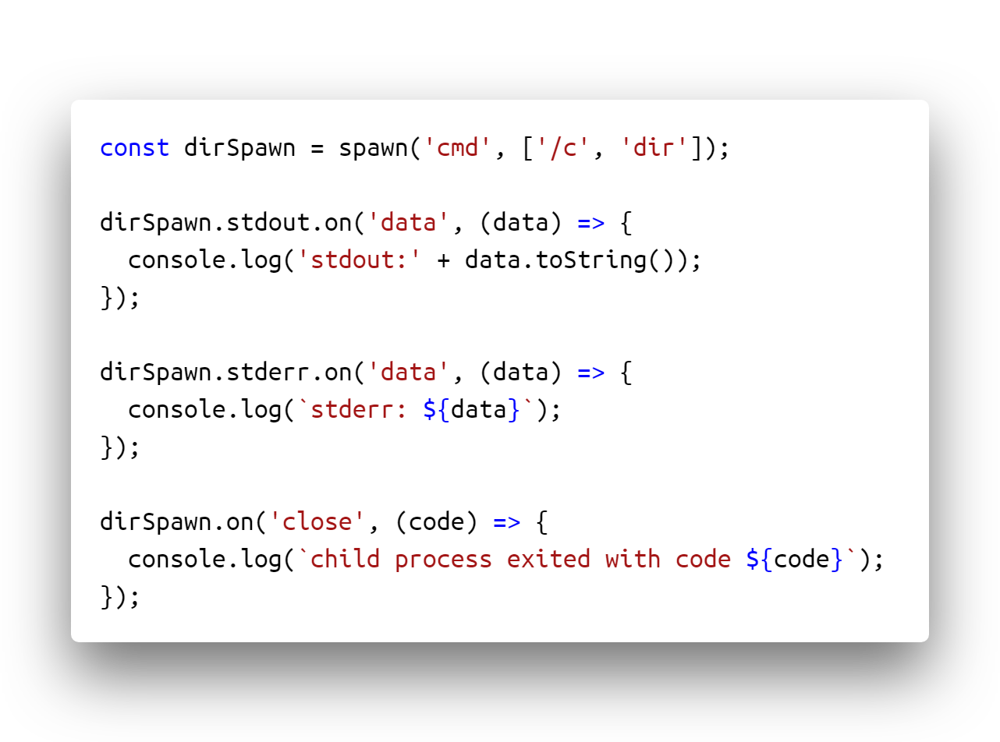 const dirSpawn = spawn('cmd', ['/c', 'dir']);

dirSpawn.stdout.on('data', (data) => {
  console.log('stdout:' + data.toString());
});

dirSpawn.stderr.on('data', (data) => {
  console.log(`stderr: ${data}`);
});

dirSpawn.on('close', (code) => {
  console.log(`child process exited with code ${code}`);
});